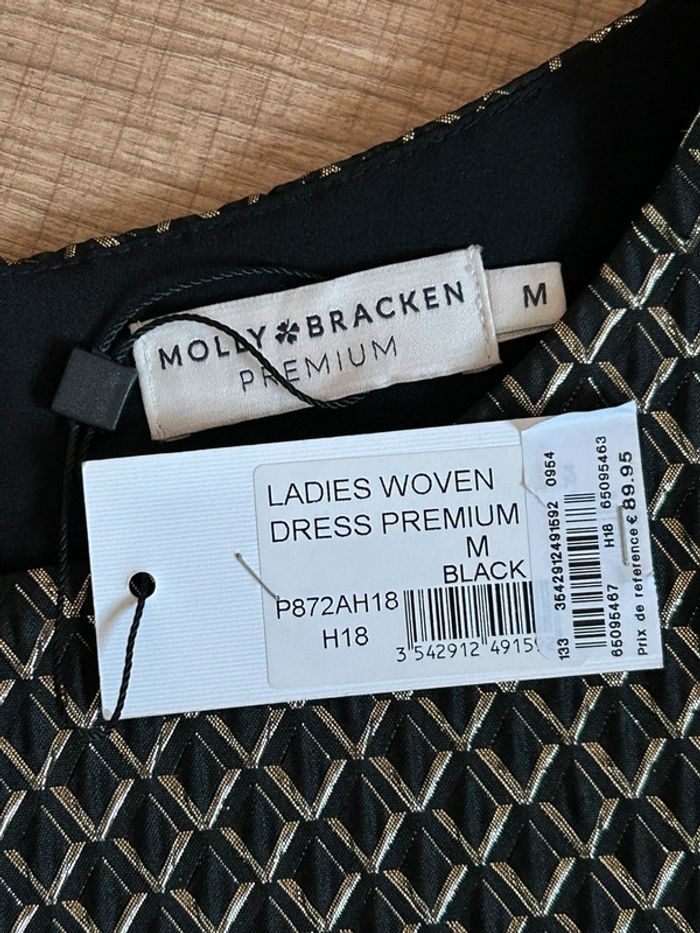 MOLLY BRACKEN
PREMIUM
M
LADIES WOVEN
DRESS PREMIUM
M
BLACK
P872AH18
H18
3 542912 4915
133 3542912491592 0954
65095467 H18 65095463
Prix de reference € 89.95